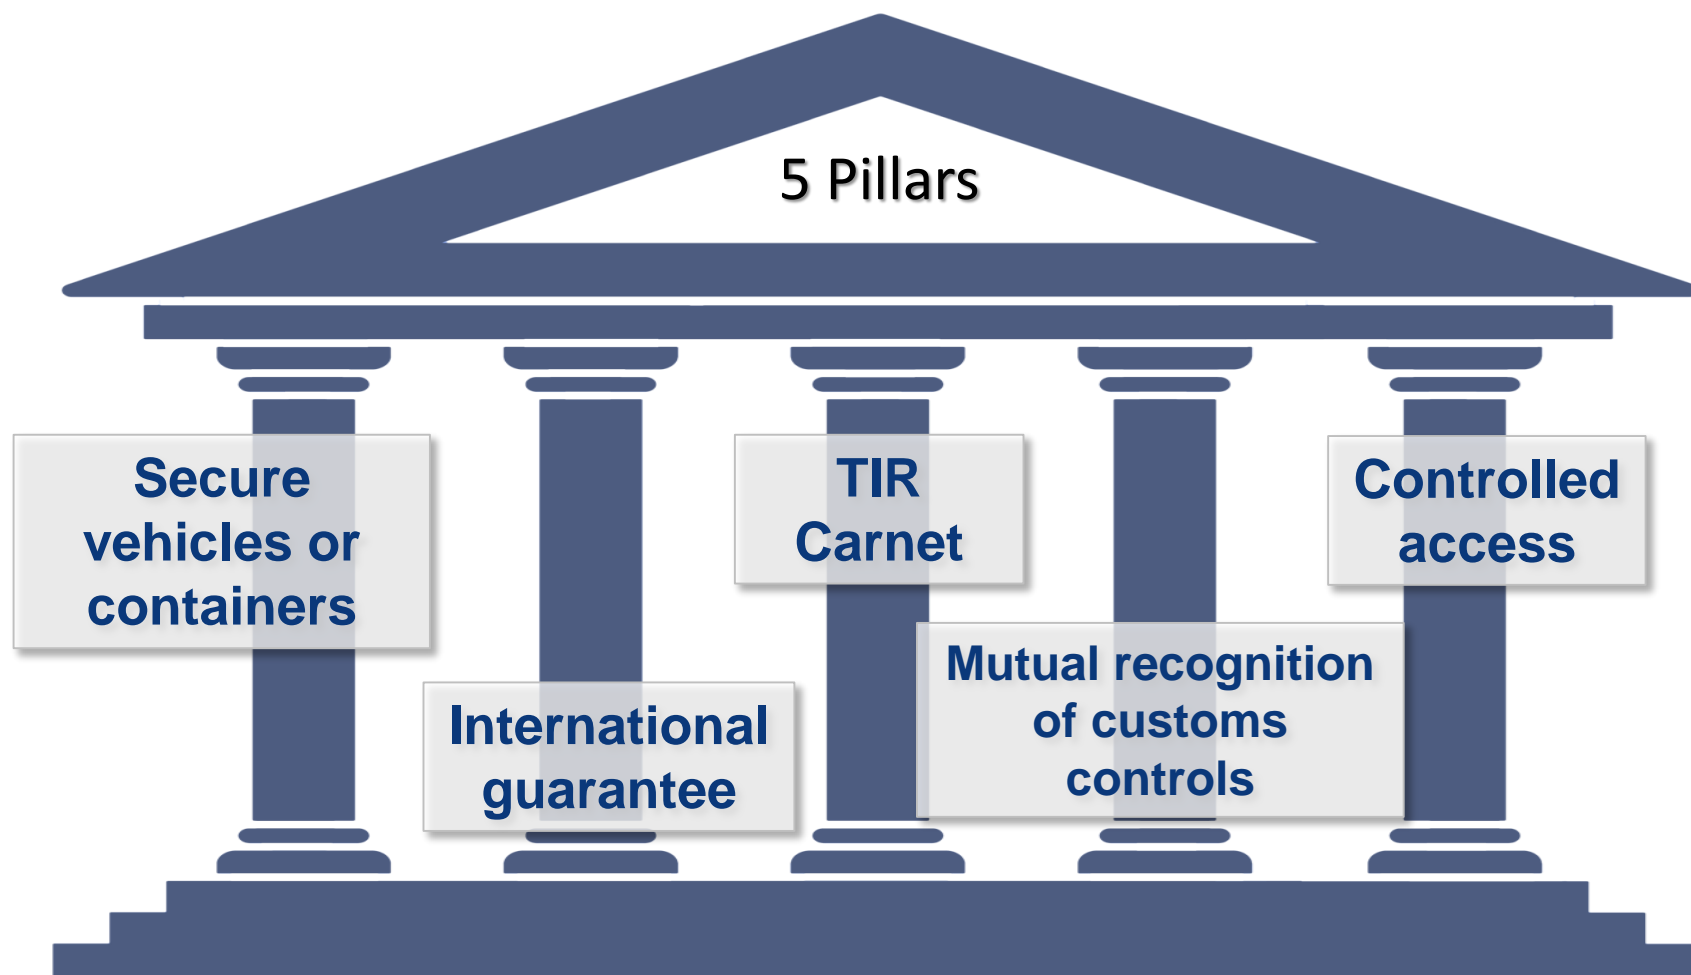 5 Pillars
Secure
vehicles or
containers
International
guarantee
TIR
Carnet
Mutual recognition
of customs
controls
Controlled
access